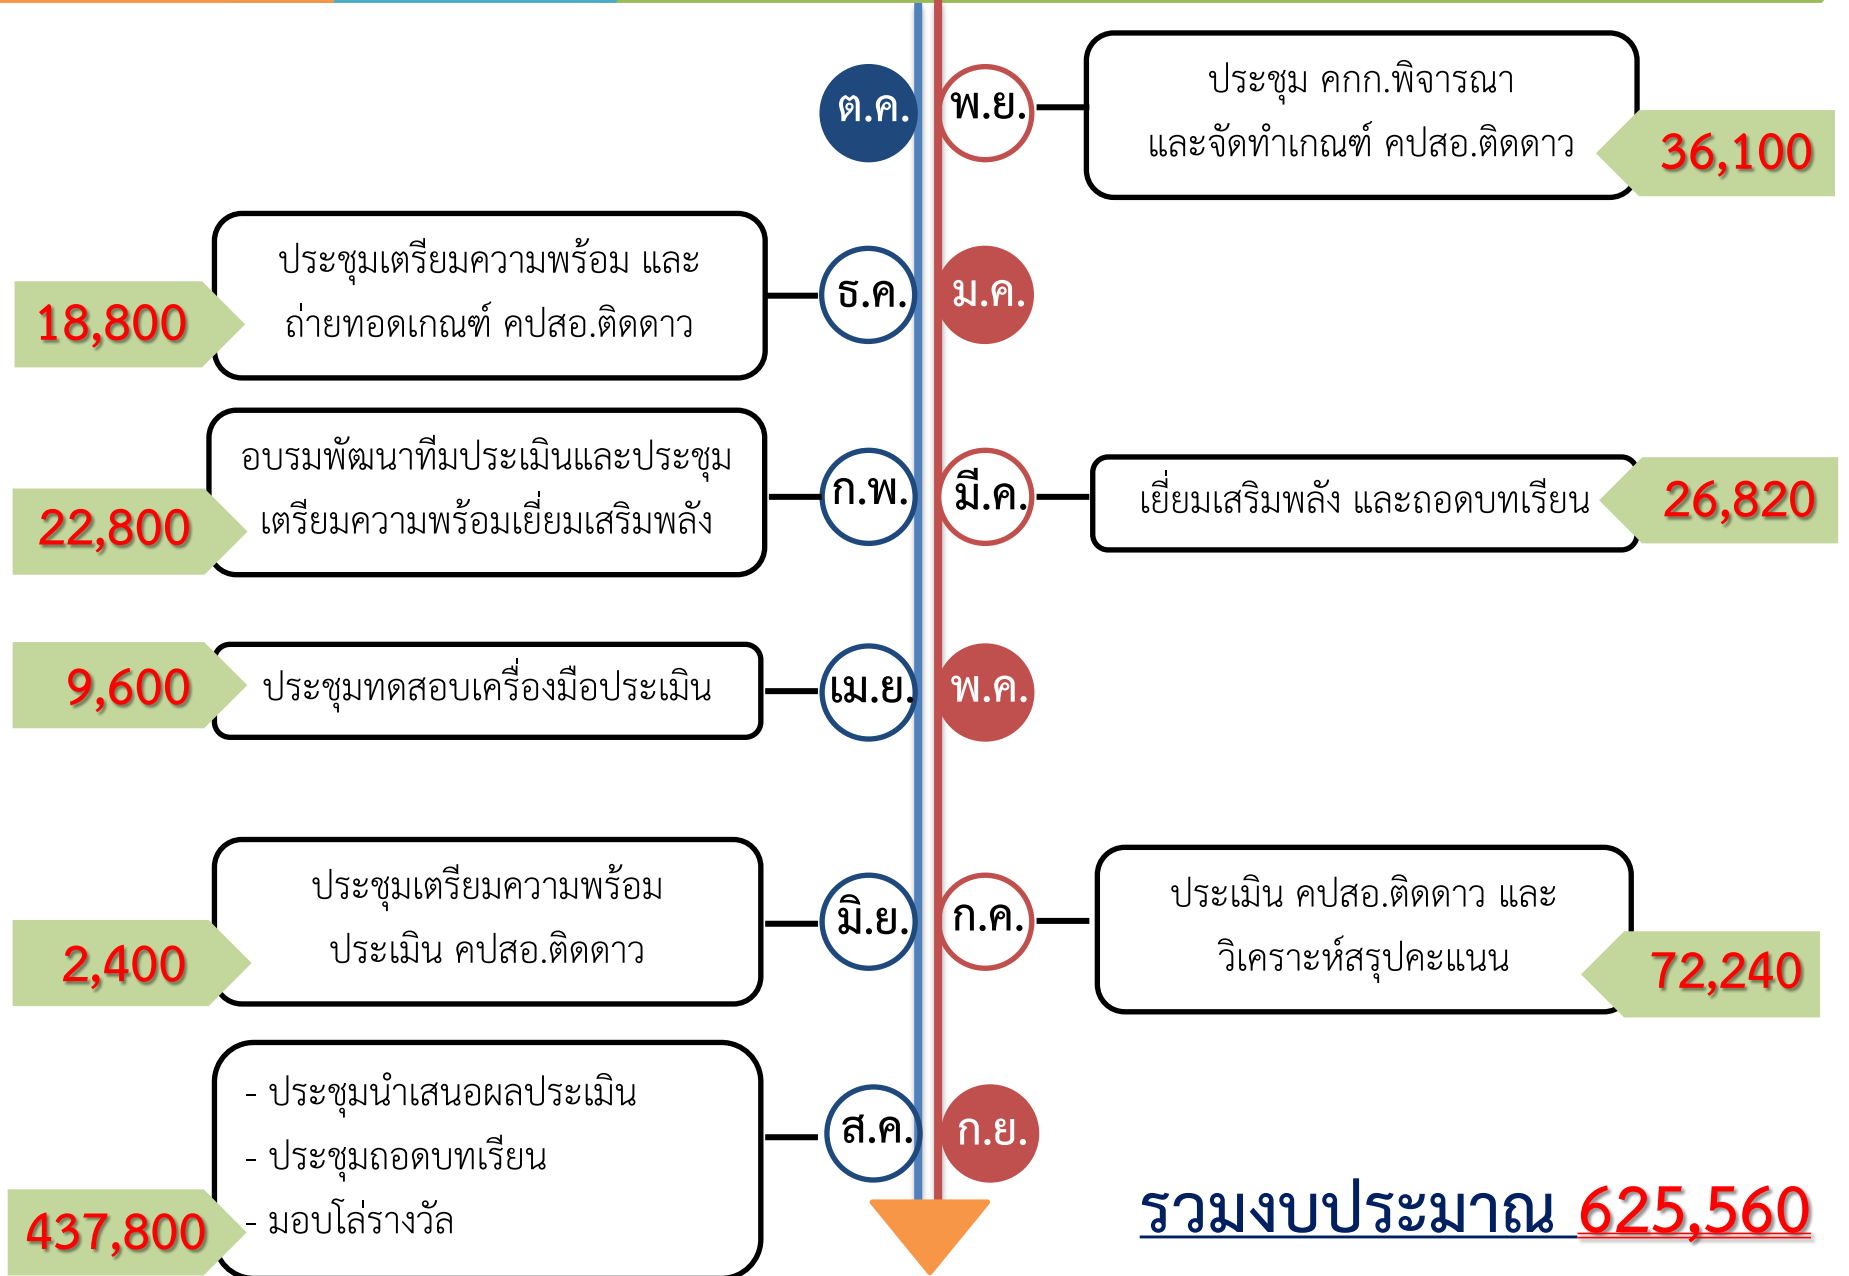 ต.ค.
พ.ย.
ประชุม คกก.พิจารณา
และจัดทำเกณฑ์ คปสอ.ติดดาว
36,100
ประชุมเตรียมความพร้อม และ
ถ่ายทอดเกณฑ์ คปสอ.ติดดาว
18,800
ธ.ค.
ม.ค.
อบรมพัฒนาทีมประเมินและประชุม
เตรียมความพร้อมเยี่ยมเสริมพลัง
22,800
ก.พ.
มี.ค.
เยี่ยมเสริมพลัง และถอดบทเรียน
26,820
9,600
ประชุมทดสอบเครื่องมือประเมิน
เม.ย.
พ.ค.
ประชุมเตรียมความพร้อม
ประเมิน คปสอ.ติดดาว
2,400
มิ.ย.
ก.ค.
ประเมิน คปสอ.ติดดาว และ
วิเคราะห์สรุปคะแนน
72,240
- ประชุมนำเสนอผลประเมิน
- ประชุมถอดบทเรียน
- มอบโล่รางวัล
437,800
ส.ค.
ก.ย.
รวมงบประมาณ 625,560